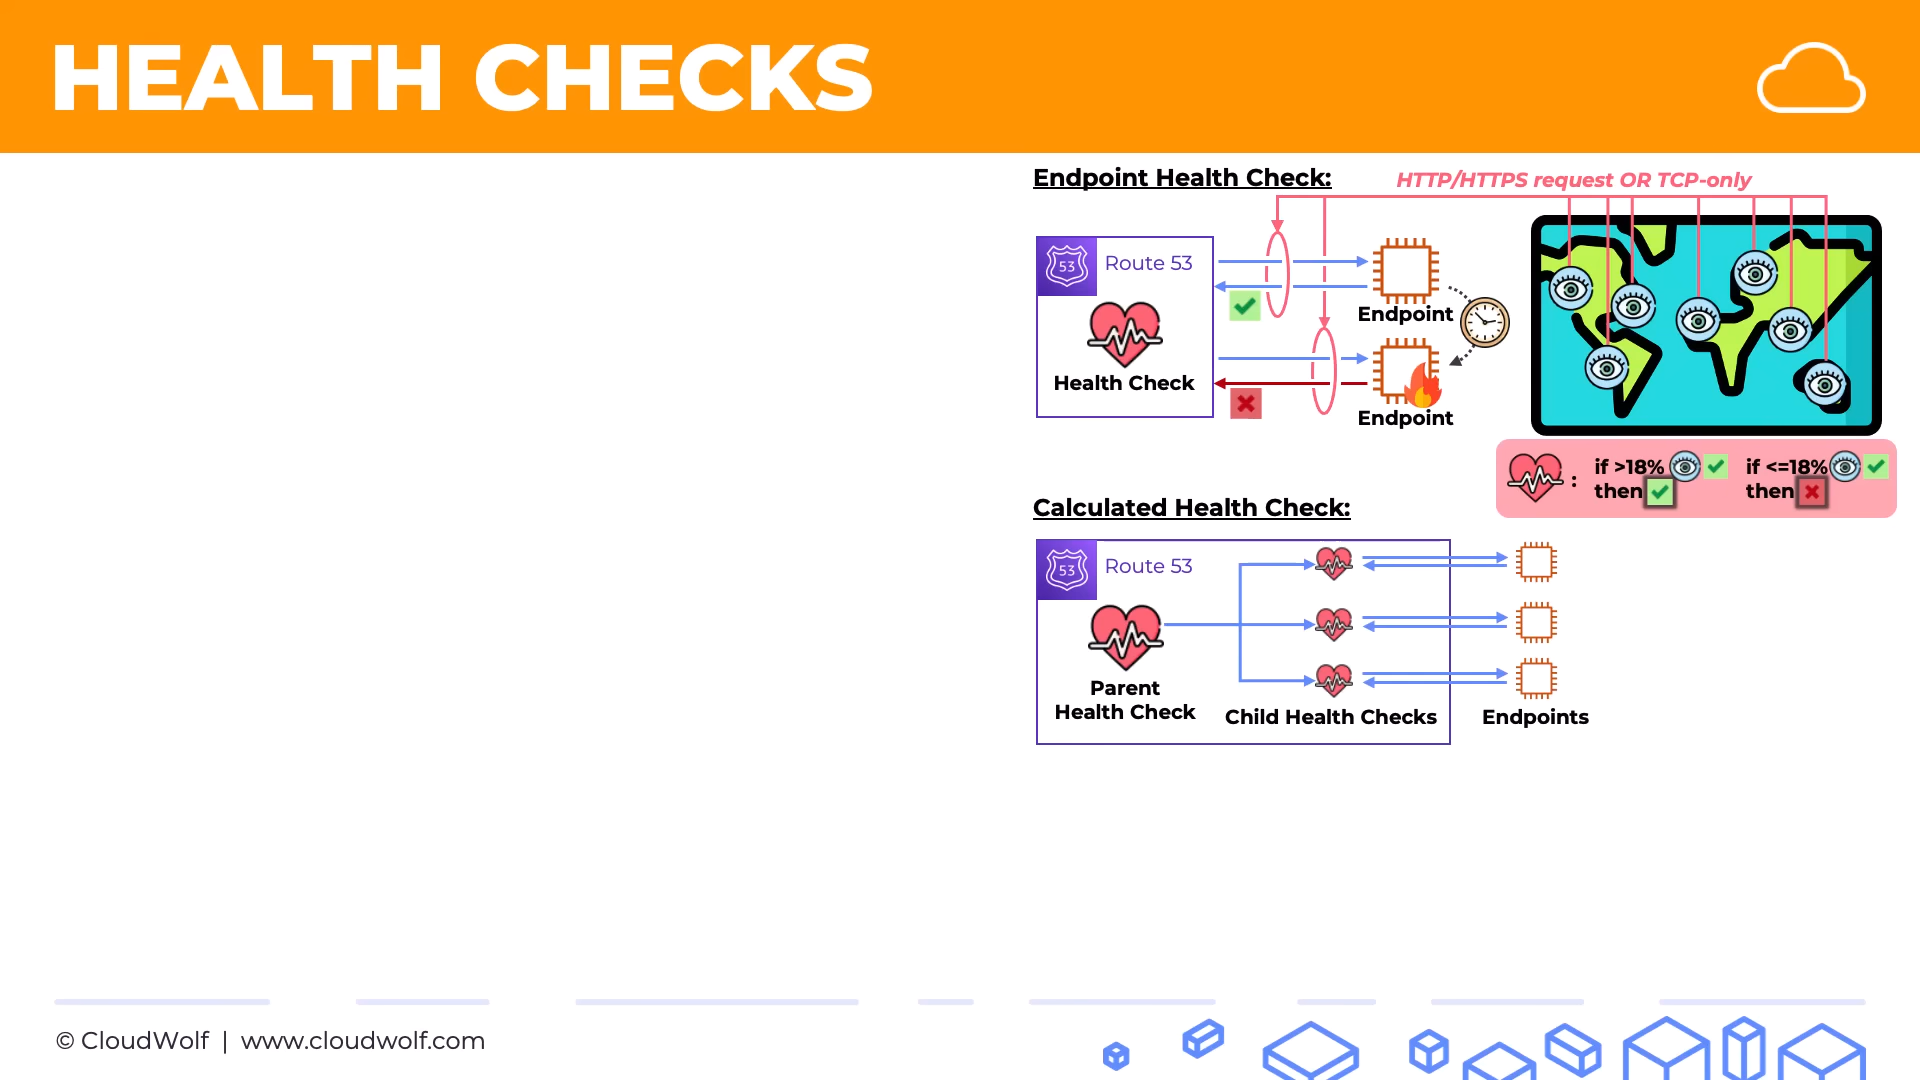 HEALTH CHECKS
Endpoint Health Check:
HTTP/HTTPS request OR TCP-only
53
Route 53
Health Check
Endpoint
Endpoint
: if >18% if <=18%
then then
Calculated Health Check:
53
Route 53
Parent
Health Check
Child Health Checks
Endpoints
© CloudWolf | www.cloudwolf.com